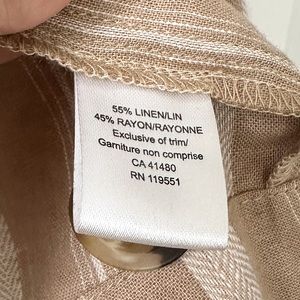 55% LINEN/LIN
45% RAYON/RAYONNE
Exclusive of trim/
Garniture non comprise
CA 41480
RN 119551